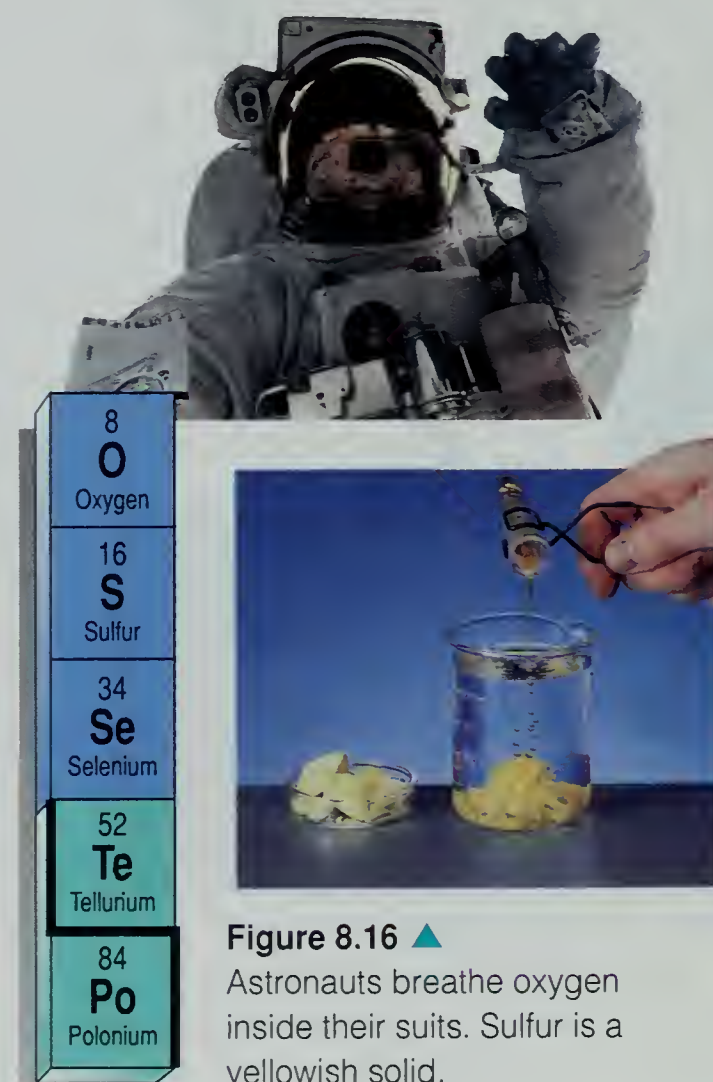 8
O
Oxygen
16
S
Sulfur
34
Se
Selenium
52
Te
Tellurium
84
Po
Polonium
Figure 8.16 ▲
Astronauts breathe oxygen
inside their suits. Sulfur is a
yellowish solid.